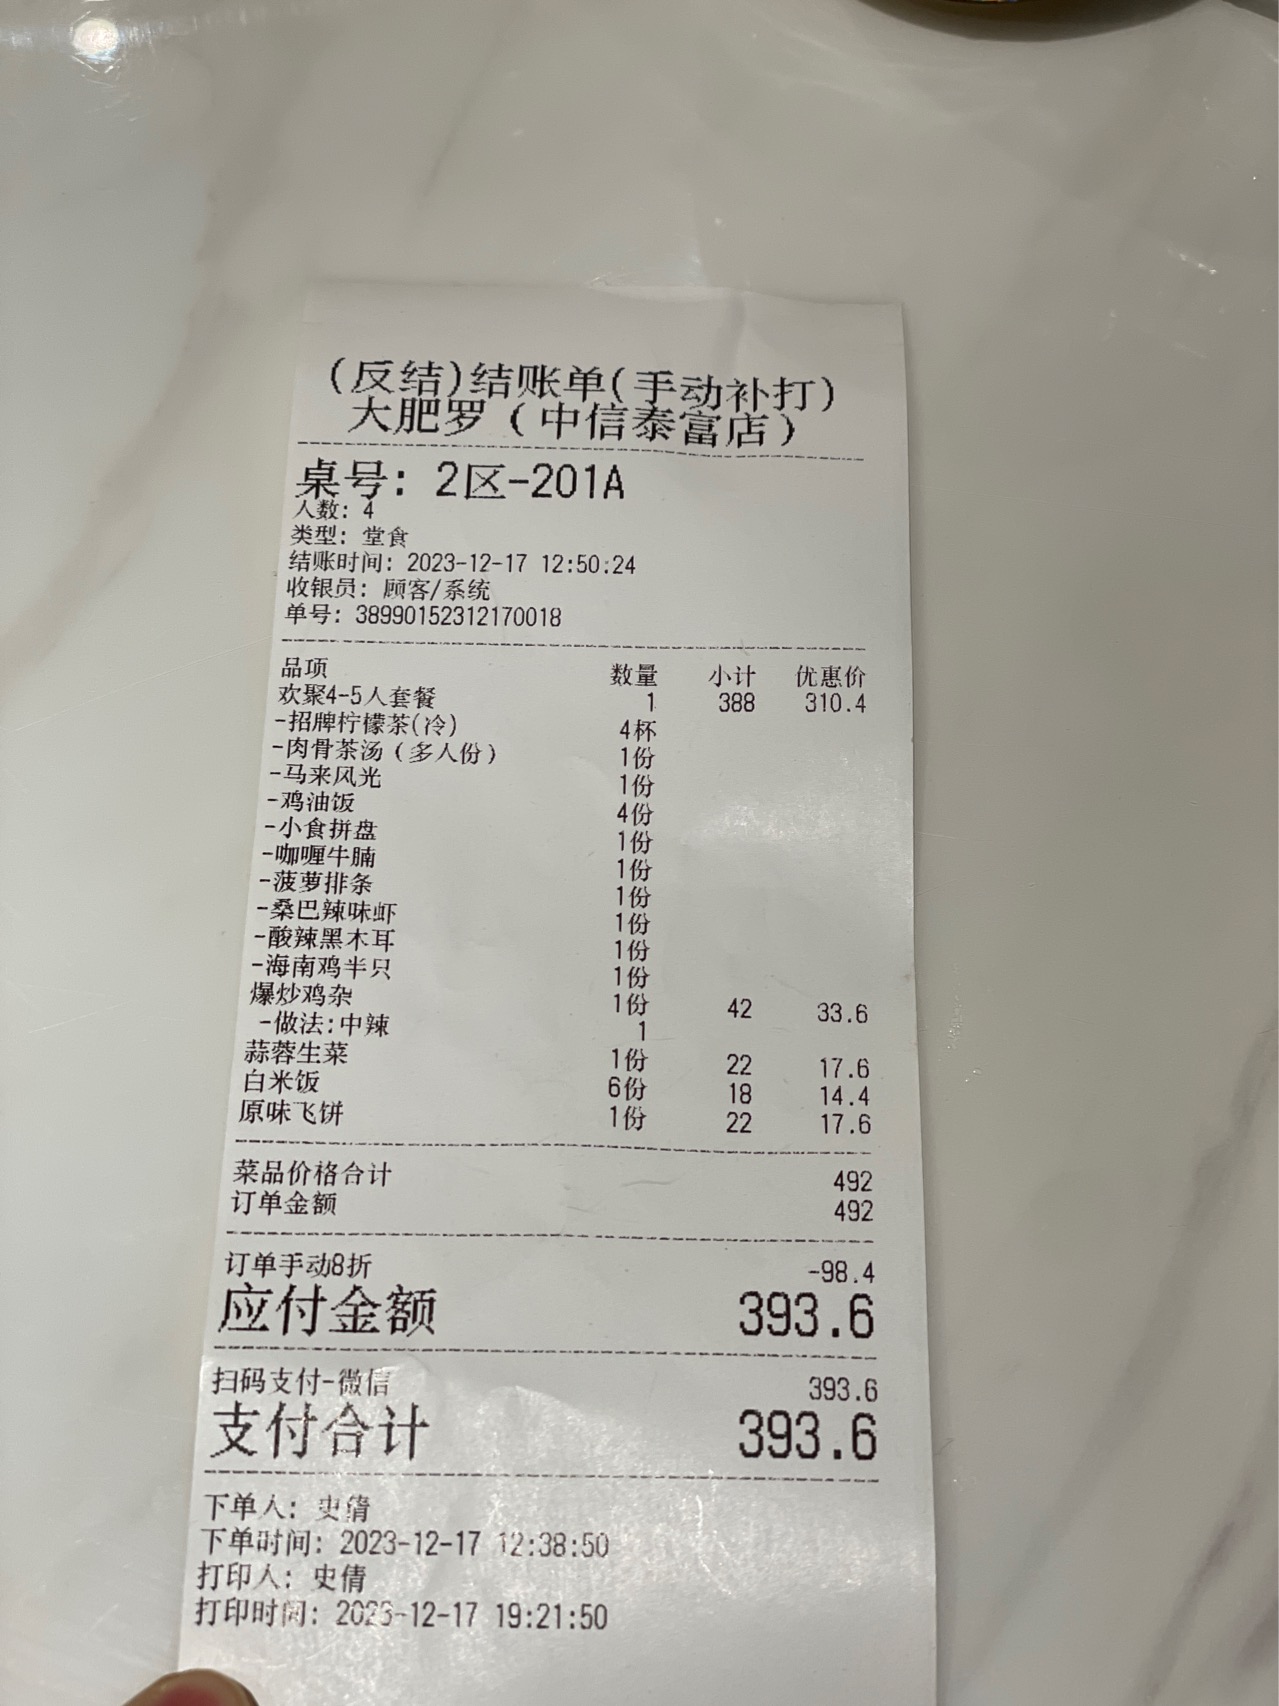 (反结)结账单(手动补打)
大肥罗（中信泰富店）
桌号: 2区-201A
人数: 4
类型: 堂食
结账时间: 2023-12-17 12:50:24
收银员: 顾客/系统
单号: 38990152312170018
品项 数量 小计 优惠价
欢聚4-5人套餐 1 388 310.4
-招牌柠檬茶(冷) 4杯
-肉骨茶汤（多人份） 1份
-马来风光 1份
-鸡油饭 4份
-小食拼盘 1份
-咖喱牛腩 1份
-菠萝排条 1份
-桑巴辣味虾 1份
-酸辣黑木耳 1份
-海南鸡半只 1份
爆炒鸡杂 1份 42 33.6
-做法:中辣 1
蒜蓉生菜 1份 22 17.6
白米饭 6份 18 14.4
原味飞饼 1份 22 17.6
菜品价格合计 492
订单金额 492
订单手动8折 -98.4
应付金额 393.6
扫码支付-微信 393.6
支付合计 393.6
下单人: 史倩
下单时间: 2023-12-17 12:38:50
打印人: 史倩
打印时间: 2023-12-17 19:21:50